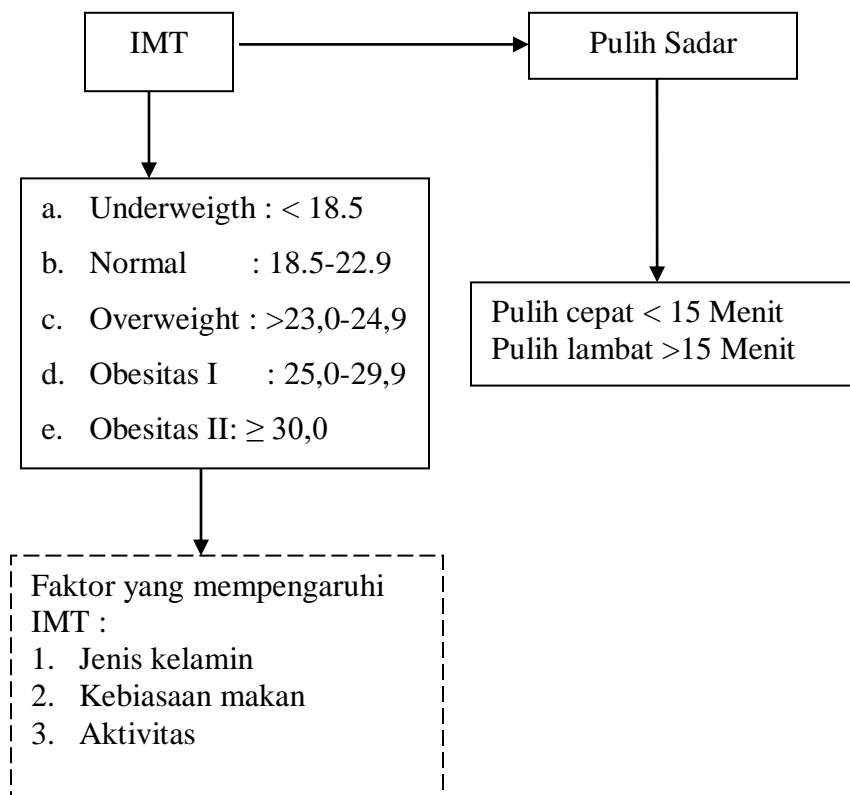 IMT
Pulih Sadar
a. Underweigth : < 18.5
b. Normal : 18.5-22.9
c. Overweight : >23,0-24,9
d. Obesitas I : 25,0-29,9
e. Obesitas II: ≥ 30,0
Pulih cepat < 15 Menit
Pulih lambat >15 Menit
Faktor yang mempengaruhi
IMT :
1. Jenis kelamin
2. Kebiasaan makan
3. Aktivitas